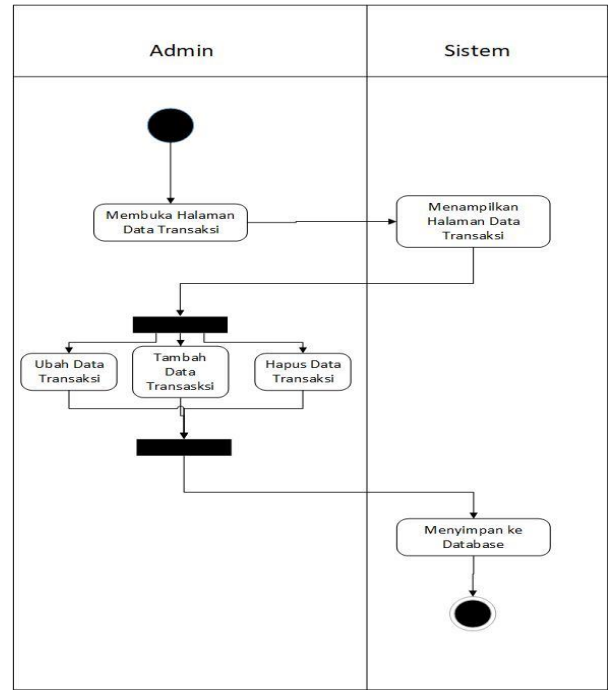 Admin
Sistem
Membuka Halaman
Data Transaksi
Menampilkan
Halaman Data
Transaksi
Ubah Data
Transaksi
Tambah
Data
Transasksi
Hapus Data
Transaksi
Menyimpan ke
Database